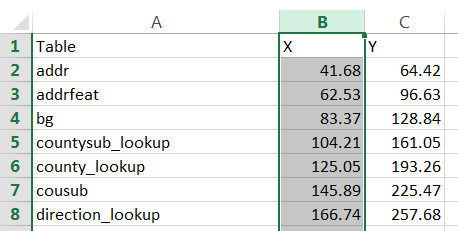 A B C
1 Table X Y
2 addr 41.68 64.42
3 addrfeat 62.53 96.63
4 bg 83.37 128.84
5 countysub_lookup 104.21 161.05
6 county_lookup 125.05 193.26
7 cousub 145.89 225.47
8 direction_lookup 166.74 257.68